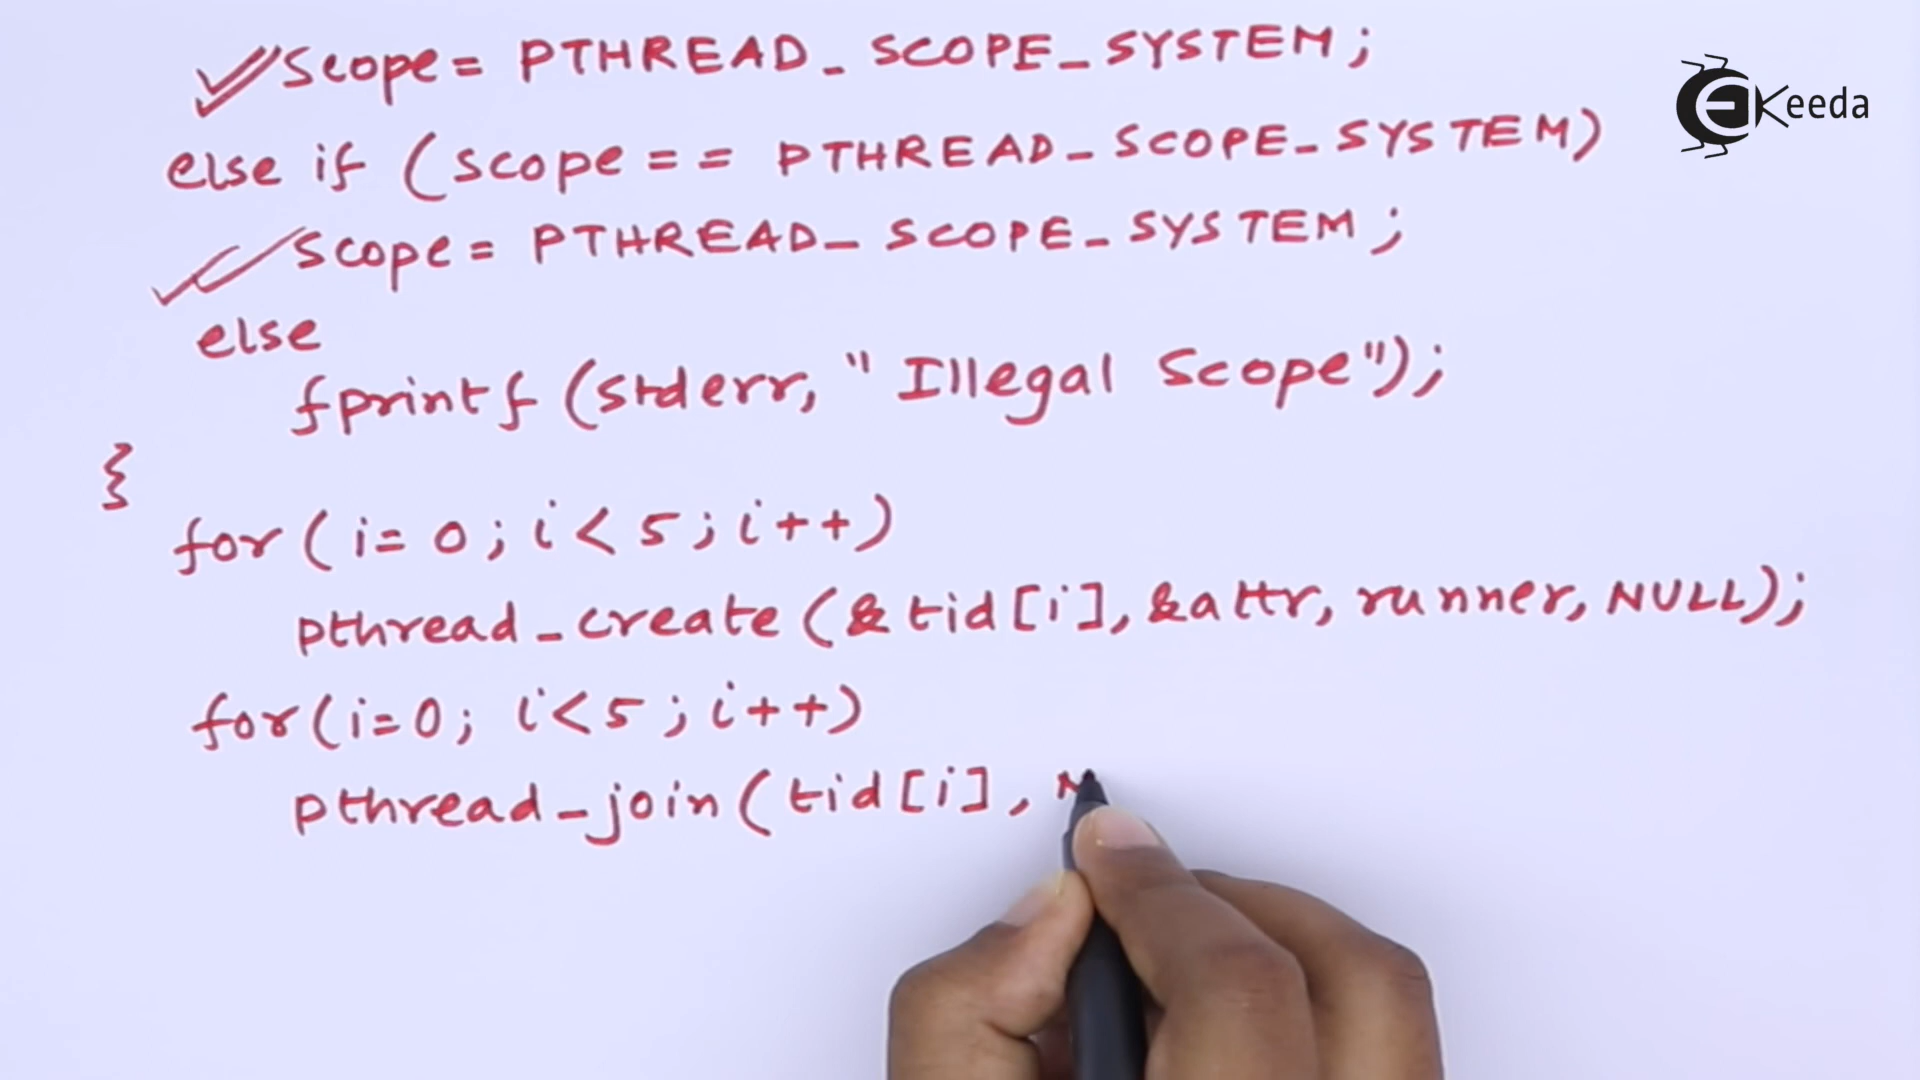 Scope = PTHREAD_SCOPE_SYSTEM;
Keeda
else if (scope == PTHREAD_SCOPE_SYSTEM)
Scope = PTHREAD_SCOPE_SYSTEM;
else
fprintf (stderr, "Illegal Scope");
}
for (i= 0; i < 5; i++)
pthread_create (& tid[i], &attr, runner, NULL);
for (i=0; i<5; i++)
pthread_join (tid[i], N